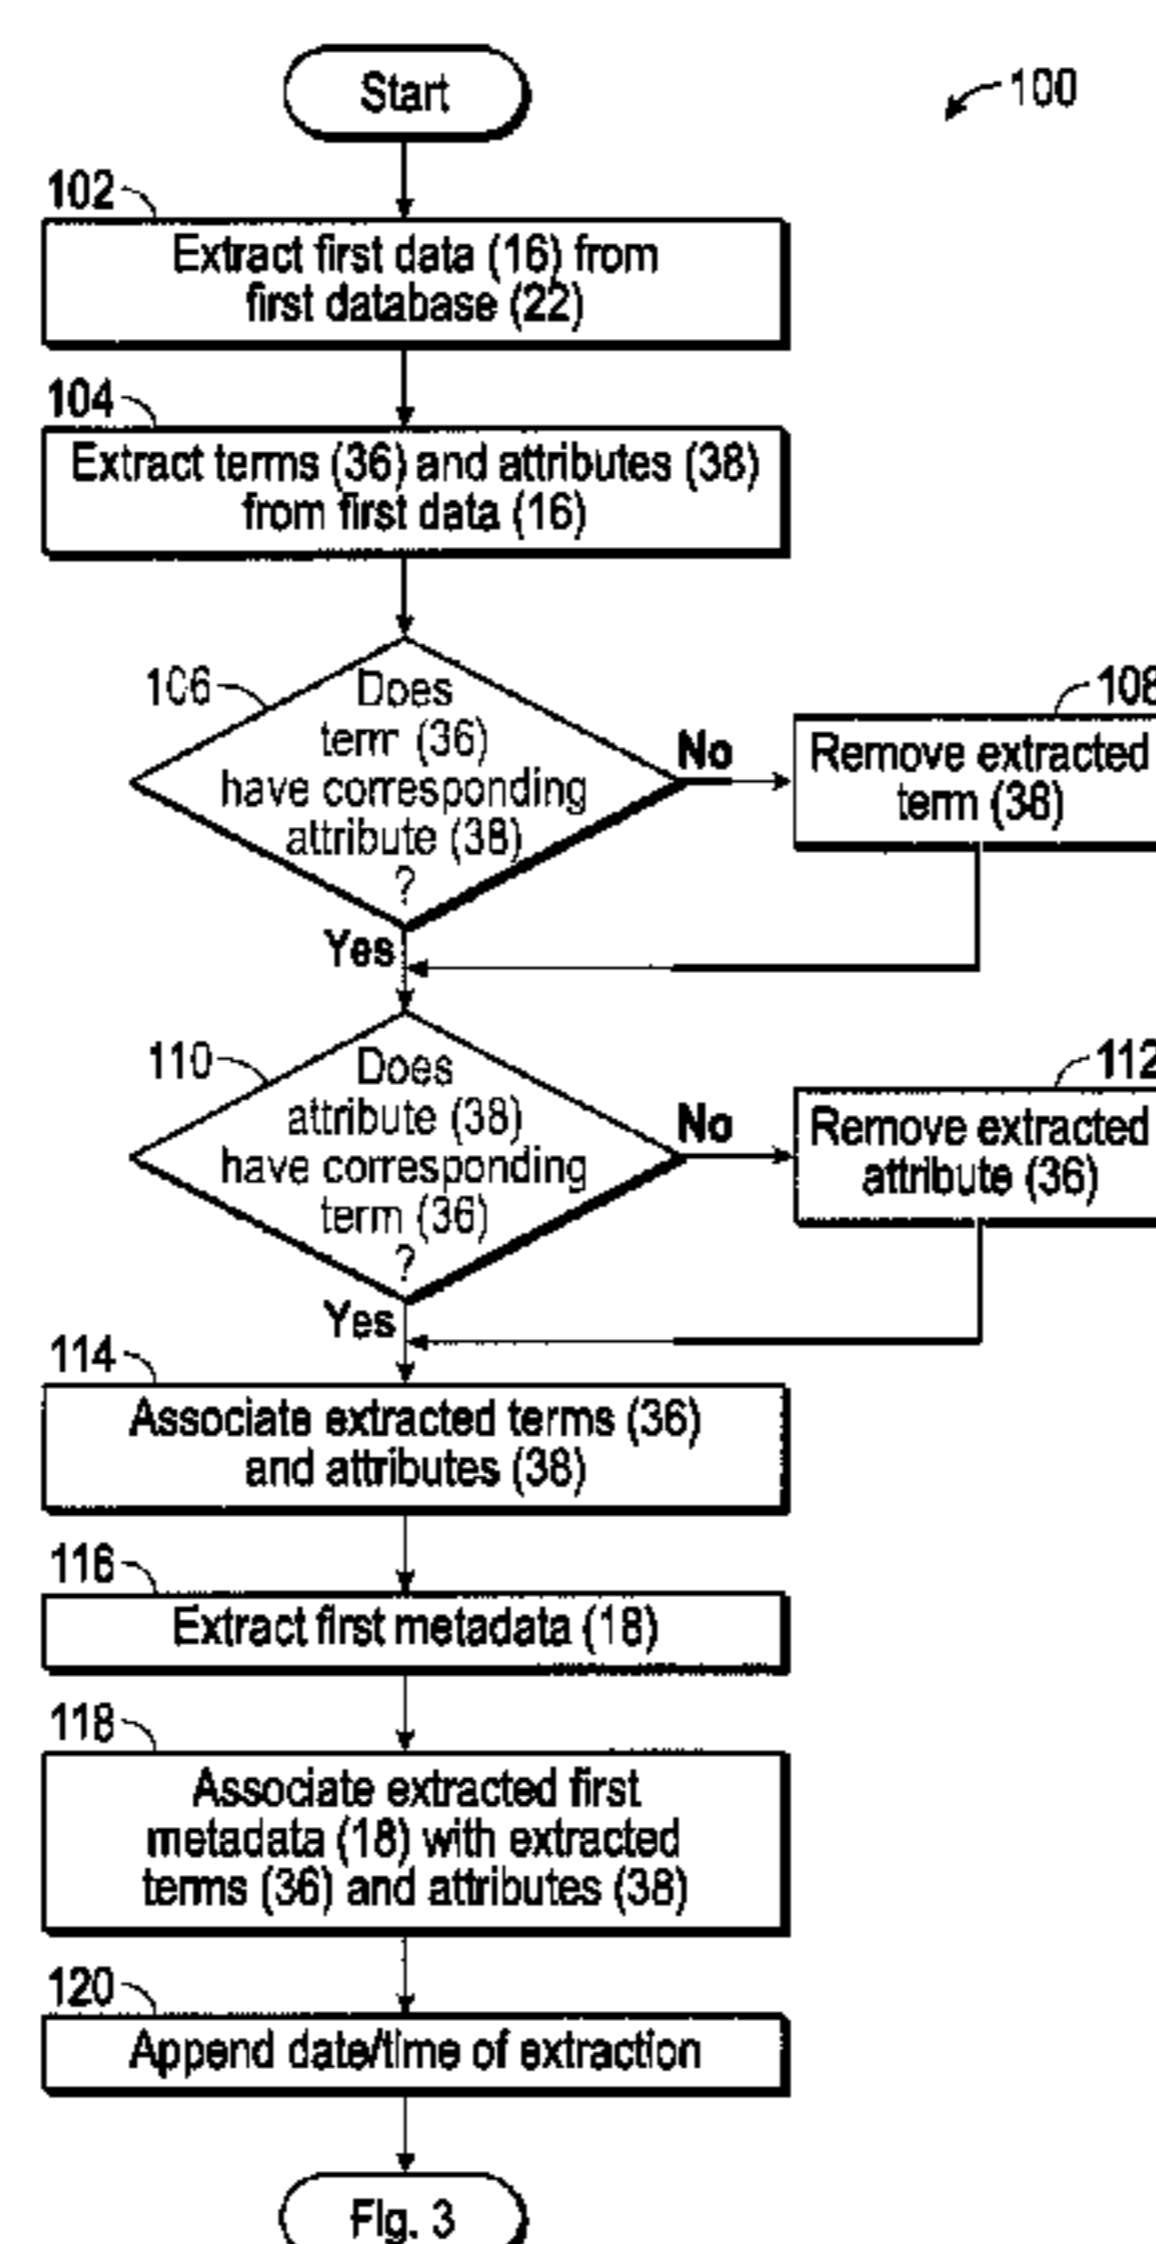 Start
100
102
Extract first data (16) from
first database (22)
104
Extract terms (36) and attributes (38)
from first data (16)
106
Does
term (36)
have corresponding
attribute (38)
?
No
108
Remove extracted
term (38)
Yes
110
Does
attribute (38)
have corresponding
term (36)
?
No
112
Remove extracted
attribute (36)
Yes
114
Associate extracted terms (36)
and attributes (38)
116
Extract first metadata (18)
118
Associate extracted first
metadata (18) with extracted
terms (36) and attributes (38)
120
Append date/time of extraction
Fig. 3